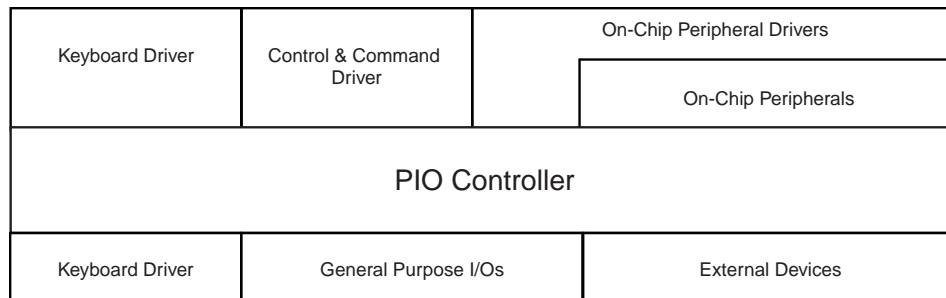 Keyboard Driver
Control & Command
Driver
On-Chip Peripheral Drivers
On-Chip Peripherals
PIO Controller
Keyboard Driver
General Purpose I/Os
External Devices